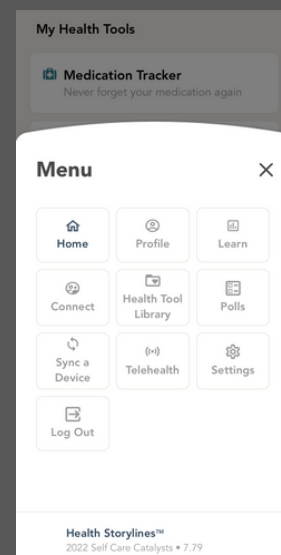 My Health Tools
Medication Tracker
Never forget your medication again
Menu
Home
Profile
Learn
Connect
Health Tool
Library
Polls
Sync a
Device
Telehealth
Settings
Log Out
Health Storylines™
2022 Self Care Catalysts • 7.79